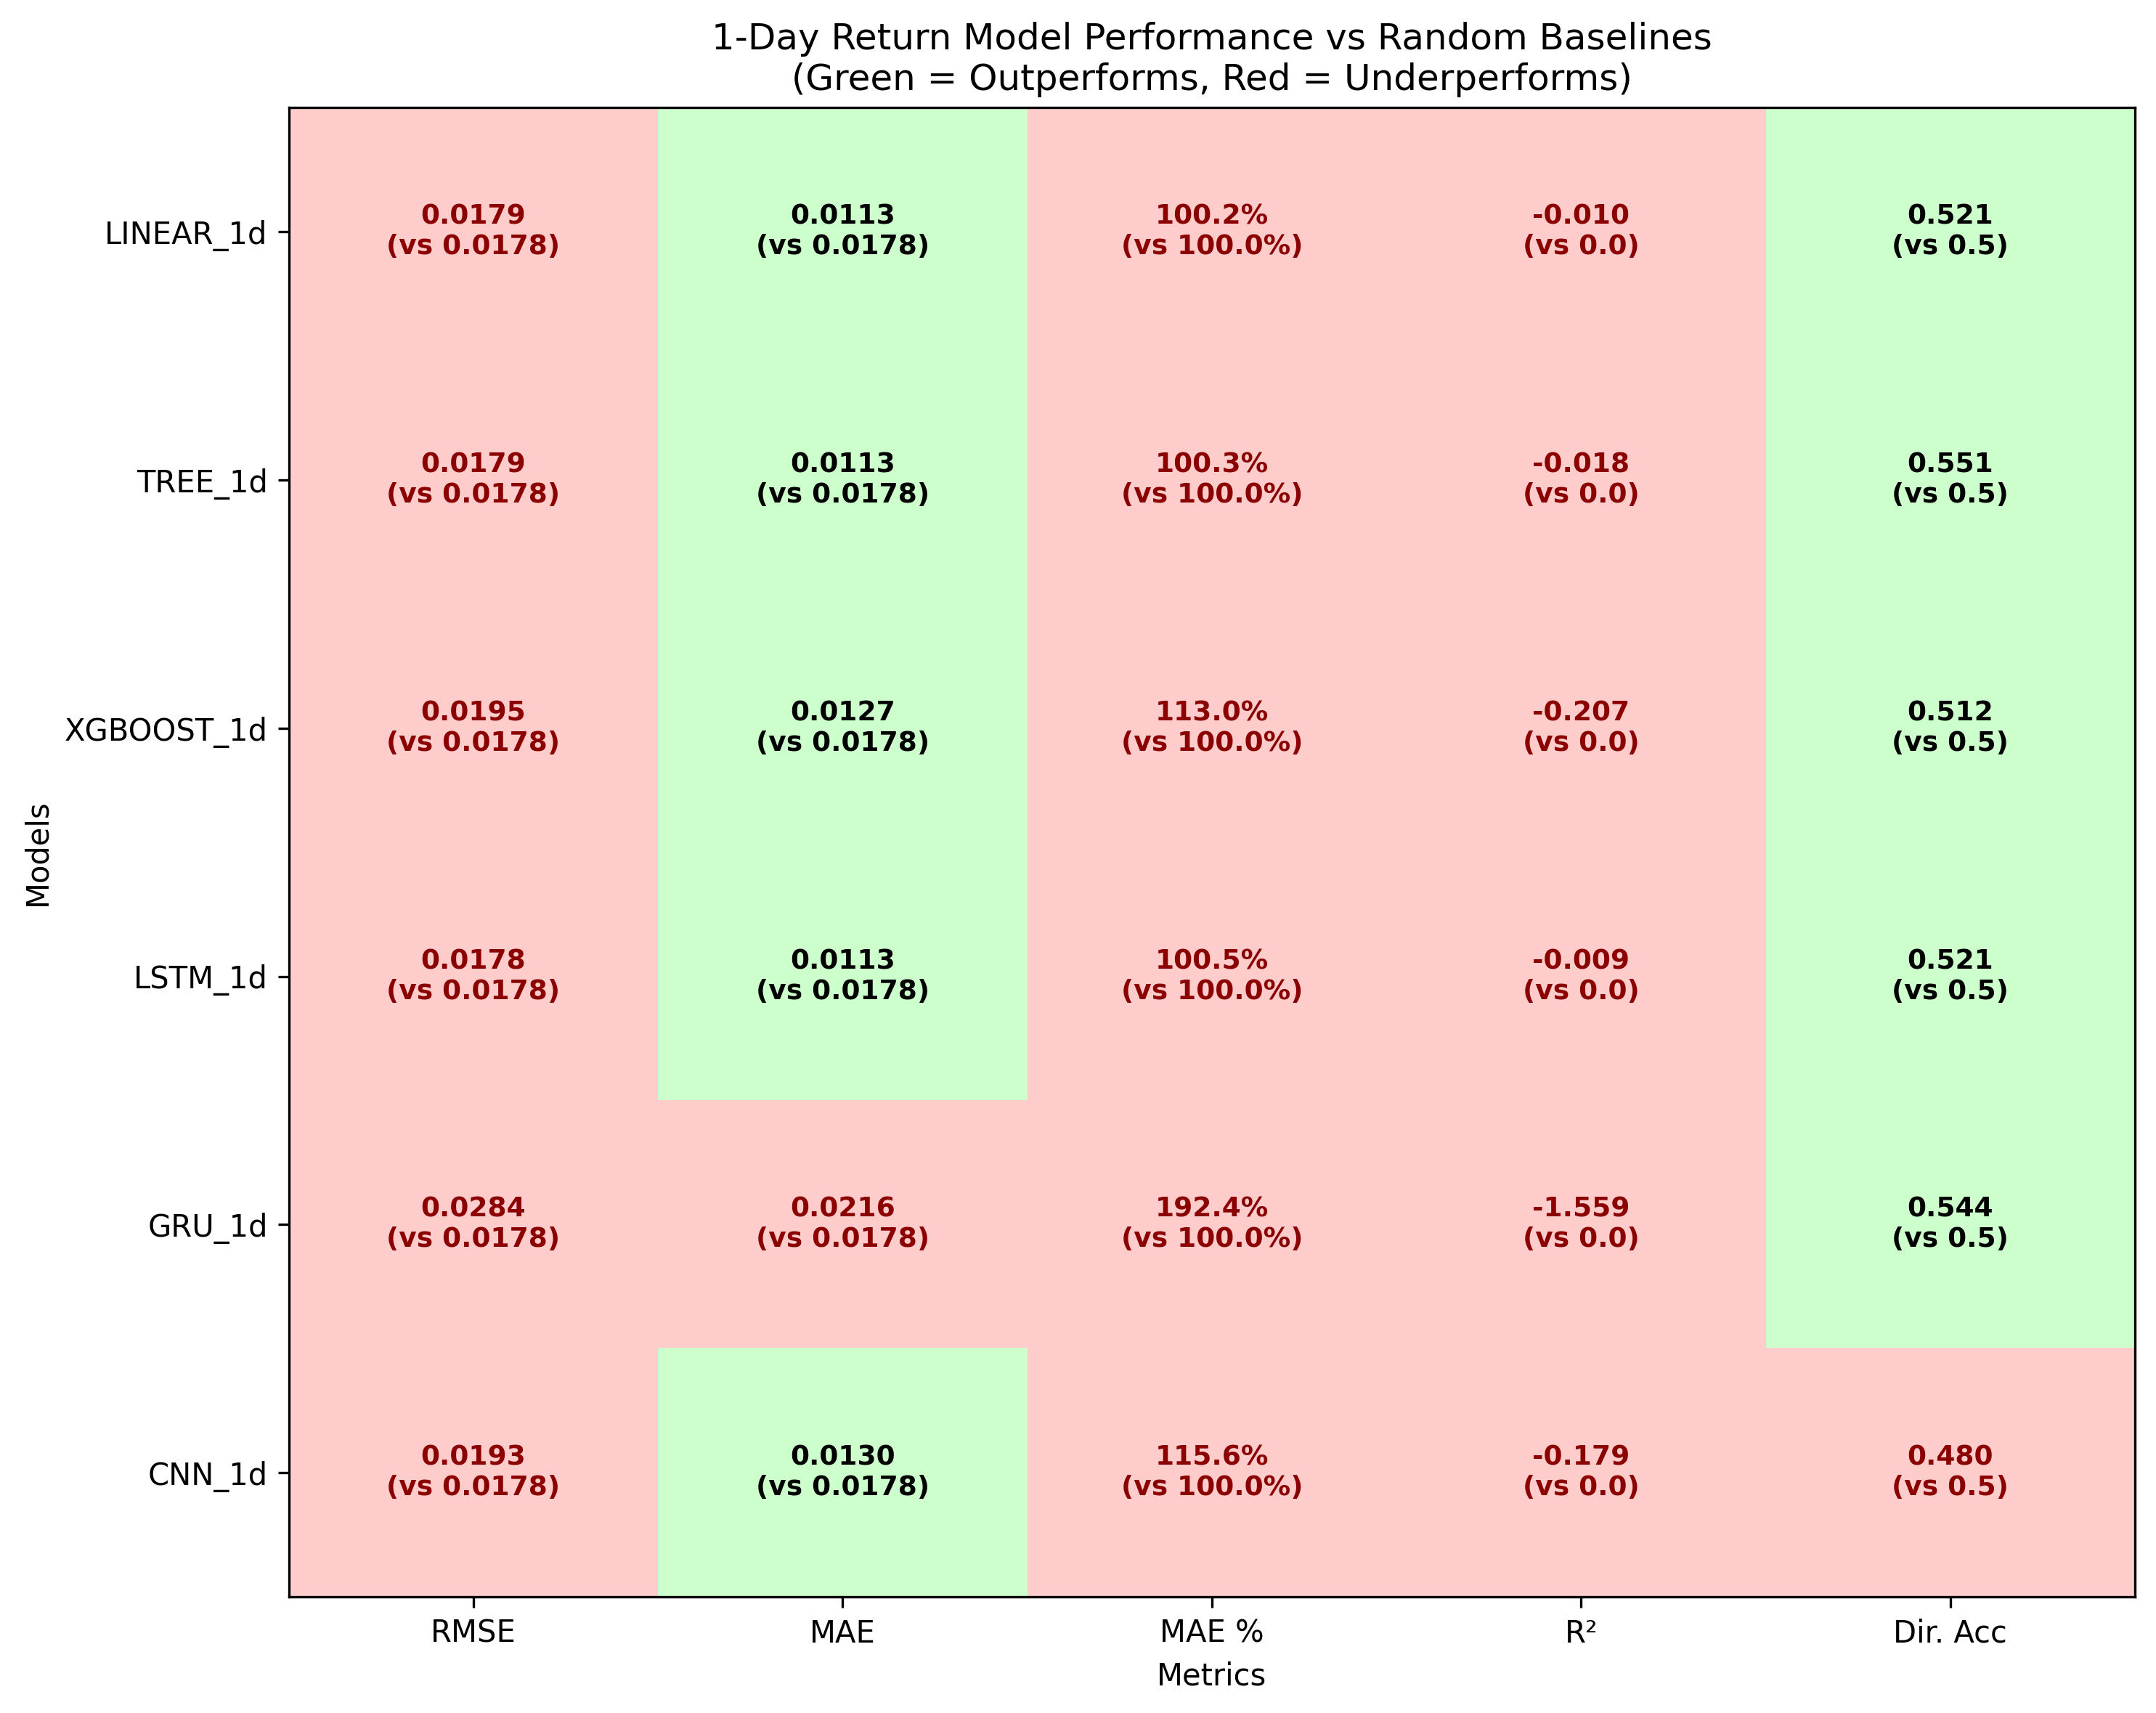 1-Day Return Model Performance vs Random Baselines
(Green = Outperforms, Red = Underperforms)
Models
LINEAR_1d
0.0179
(vs 0.0178)
0.0113
(vs 0.0178)
100.2%
(vs 100.0%)
-0.010
(vs 0.0)
0.521
(vs 0.5)
TREE_1d
0.0179
(vs 0.0178)
0.0113
(vs 0.0178)
100.3%
(vs 100.0%)
-0.018
(vs 0.0)
0.551
(vs 0.5)
XGBOOST_1d
0.0195
(vs 0.0178)
0.0127
(vs 0.0178)
113.0%
(vs 100.0%)
-0.207
(vs 0.0)
0.512
(vs 0.5)
LSTM_1d
0.0178
(vs 0.0178)
0.0113
(vs 0.0178)
100.5%
(vs 100.0%)
-0.009
(vs 0.0)
0.521
(vs 0.5)
GRU_1d
0.0284
(vs 0.0178)
0.0216
(vs 0.0178)
192.4%
(vs 100.0%)
-1.559
(vs 0.0)
0.544
(vs 0.5)
CNN_1d
0.0193
(vs 0.0178)
0.0130
(vs 0.0178)
115.6%
(vs 100.0%)
-0.179
(vs 0.0)
0.480
(vs 0.5)
RMSE
MAE
MAE %
R²
Dir. Acc
Metrics